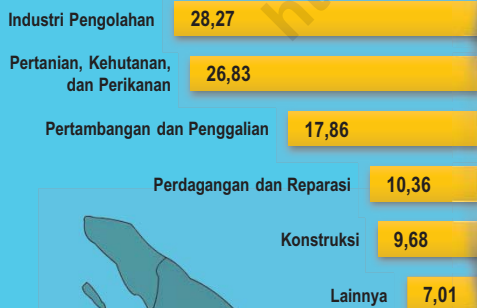 Industri Pengolahan 28,27
Pertanian, Kehutanan,
dan Perikanan 26,83
Pertambangan dan Penggalian 17,86
Perdagangan dan Reparasi 10,36
Konstruksi 9,68
Lainnya 7,01